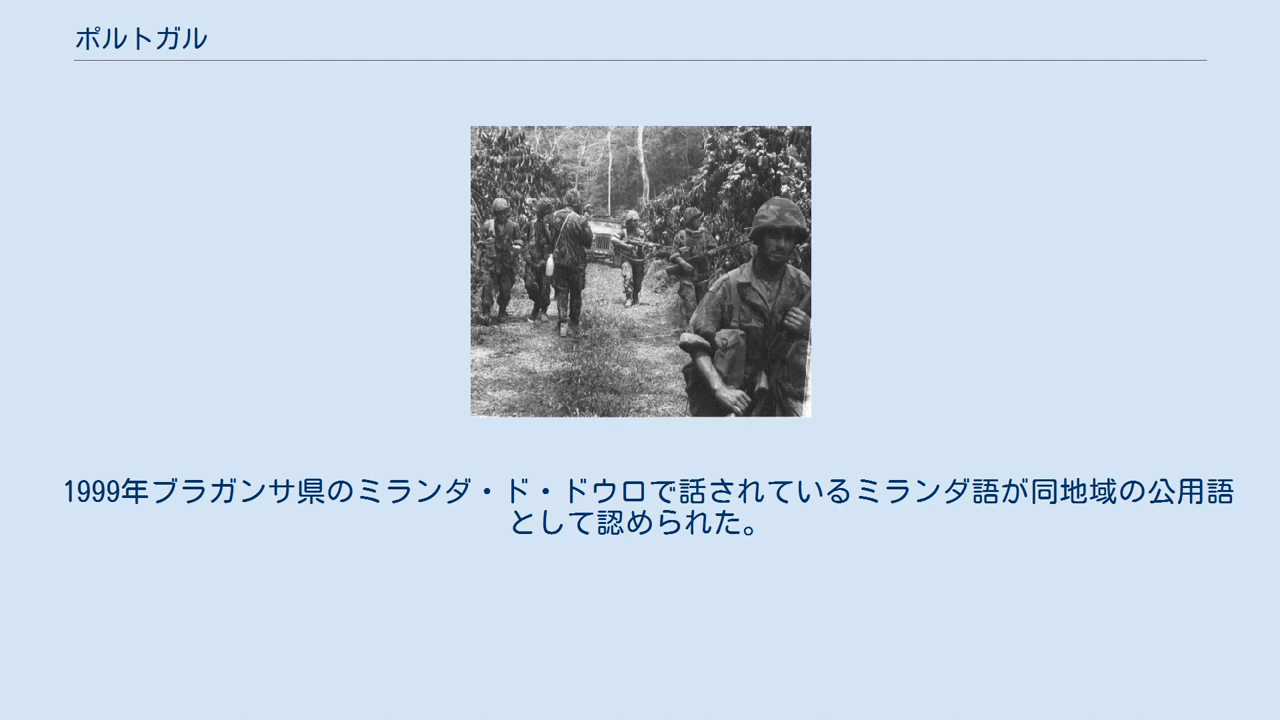 ポルトガル
1999年ブラガンサ県のミランダ・ド・ドウロで話されているミランダ語が同地域の公用語
として認められた。